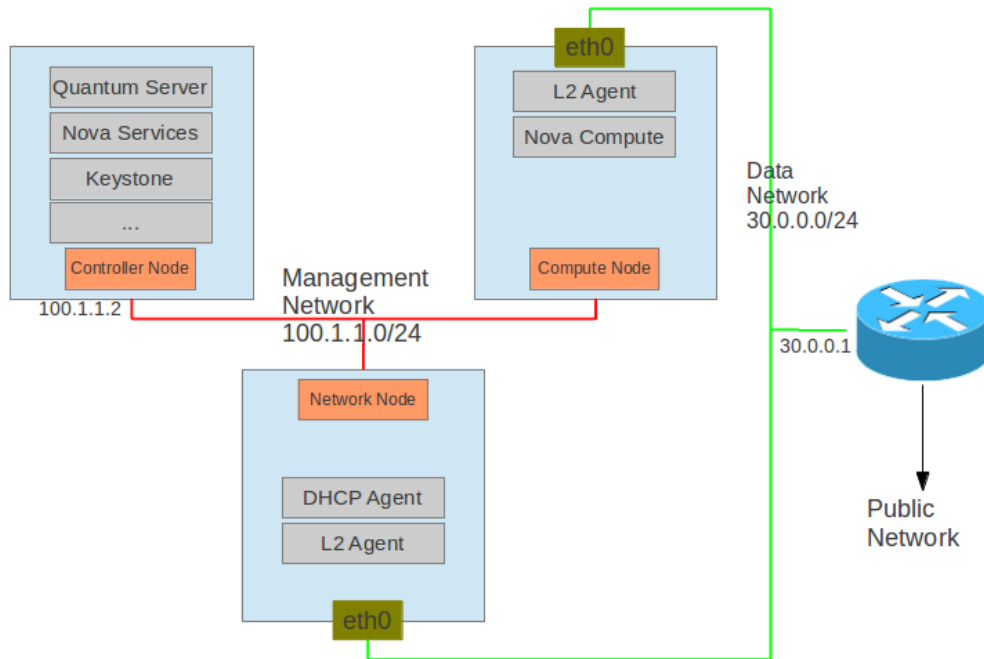 Quantum Server
Nova Services
Keystone
...
Controller Node
100.1.1.2
eth0
L2 Agent
Nova Compute
Compute Node
Management
Network
100.1.1.0/24
Data
Network
30.0.0.0/24
30.0.0.1
Network Node
DHCP Agent
L2 Agent
eth0
Public
Network